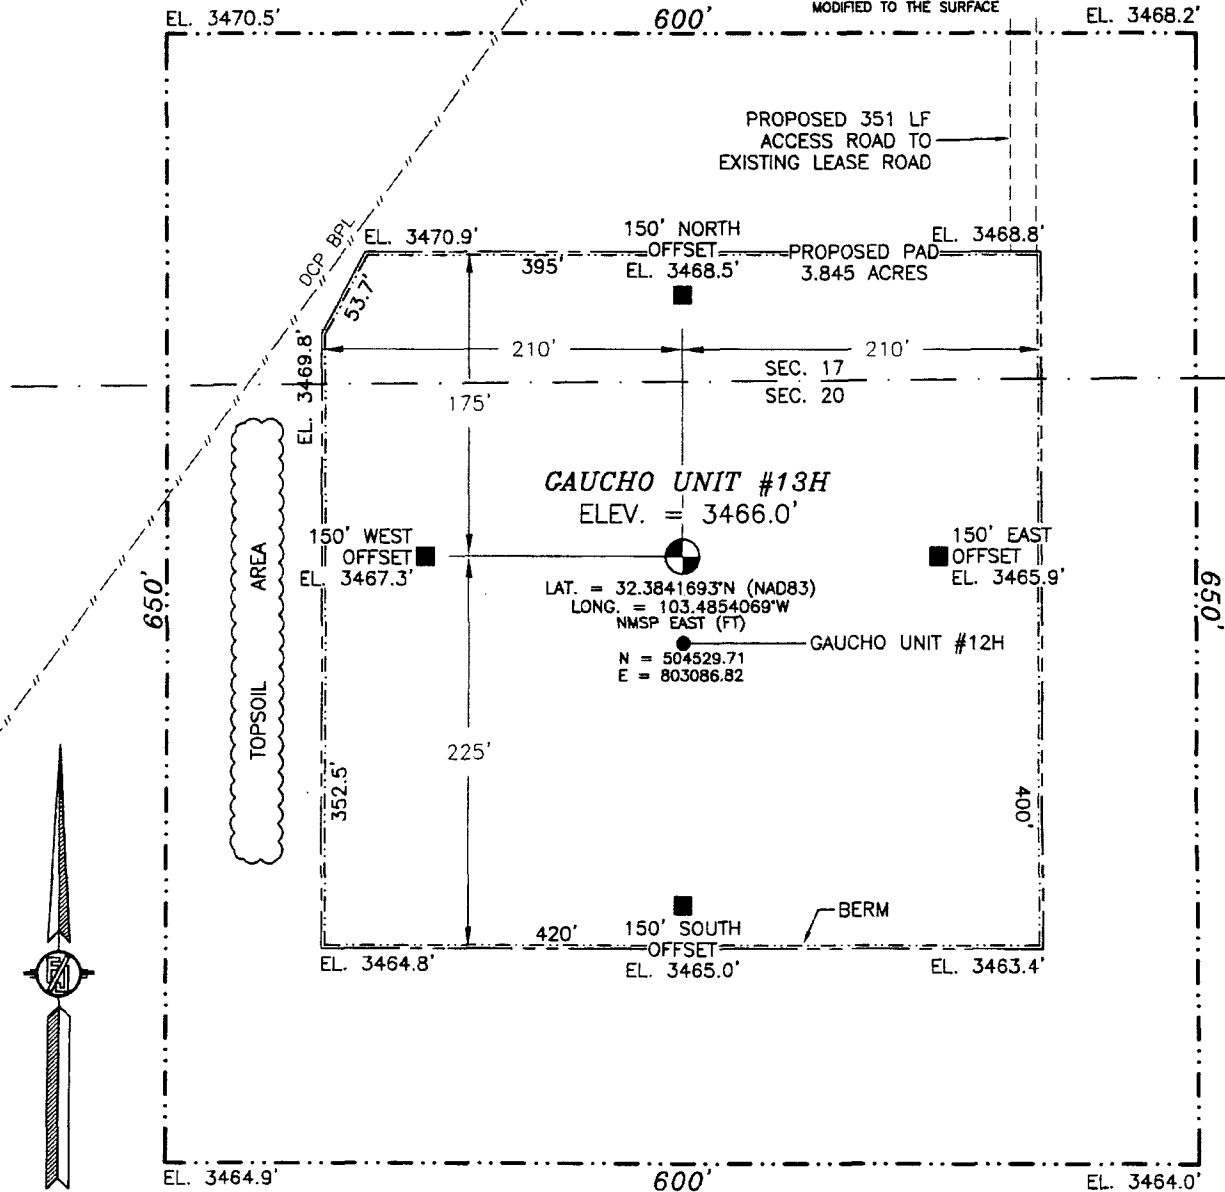 MODIFIED TO THE SURFACE
EL. 3470.5'
600'
EL. 3468.2'
PROPOSED 351 LF
ACCESS ROAD TO
EXISTING LEASE ROAD
DCP BPL
EL. 3470.9'
150' NORTH
OFFSET
EL. 3468.5'
EL. 3468.8'
395'
PROPOSED PAD
3.845 ACRES
53.7'
EL. 3469.8'
210'
210'
SEC. 17
SEC. 20
175'
GAUCHO UNIT #13H
ELEV. = 3466.0'
150' WEST
OFFSET
EL. 3467.3'
150' EAST
OFFSET
EL. 3465.9'
LAT. = 32.3841693°N (NAD83)
LONG. = 103.4854069°W
NMSP EAST (FT)
N = 504529.71
E = 803086.82
GAUCHO UNIT #12H
650'
650'
TOPSOIL AREA
225'
352.5'
400'
BERM
420'
150' SOUTH
OFFSET
EL. 3465.0'
EL. 3464.8'
EL. 3463.4'
EL. 3464.9'
600'
EL. 3464.0'